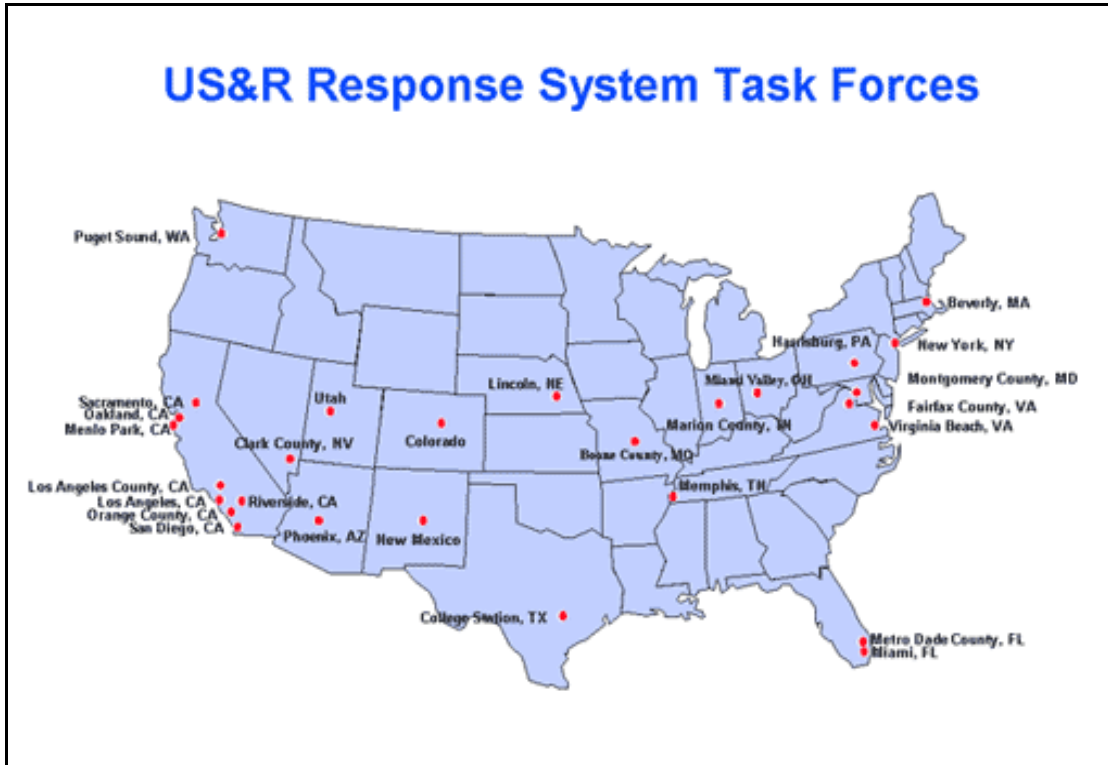 US&R Response System Task Forces
Puget Sound, WA
Beverly, MA
Harrisburg, PA
New York, NY
Lincoln, NE
Miami Valley, OH
Montgomery County, MD
Utah
Sacramento, CA
Oakland, CA
Menlo Park, CA
Fairfax County, VA
Marion County, IN
Virginia Beach, VA
Colorado
Clark County, NV
Boone County, MO
Los Angeles County, CA
Memphis, TN
Los Angeles, CA
Riverside, CA
Orange County, CA
San Diego, CA
Phoenix, AZ
New Mexico
College Station, TX
Metro Dade County, FL
Miami, FL